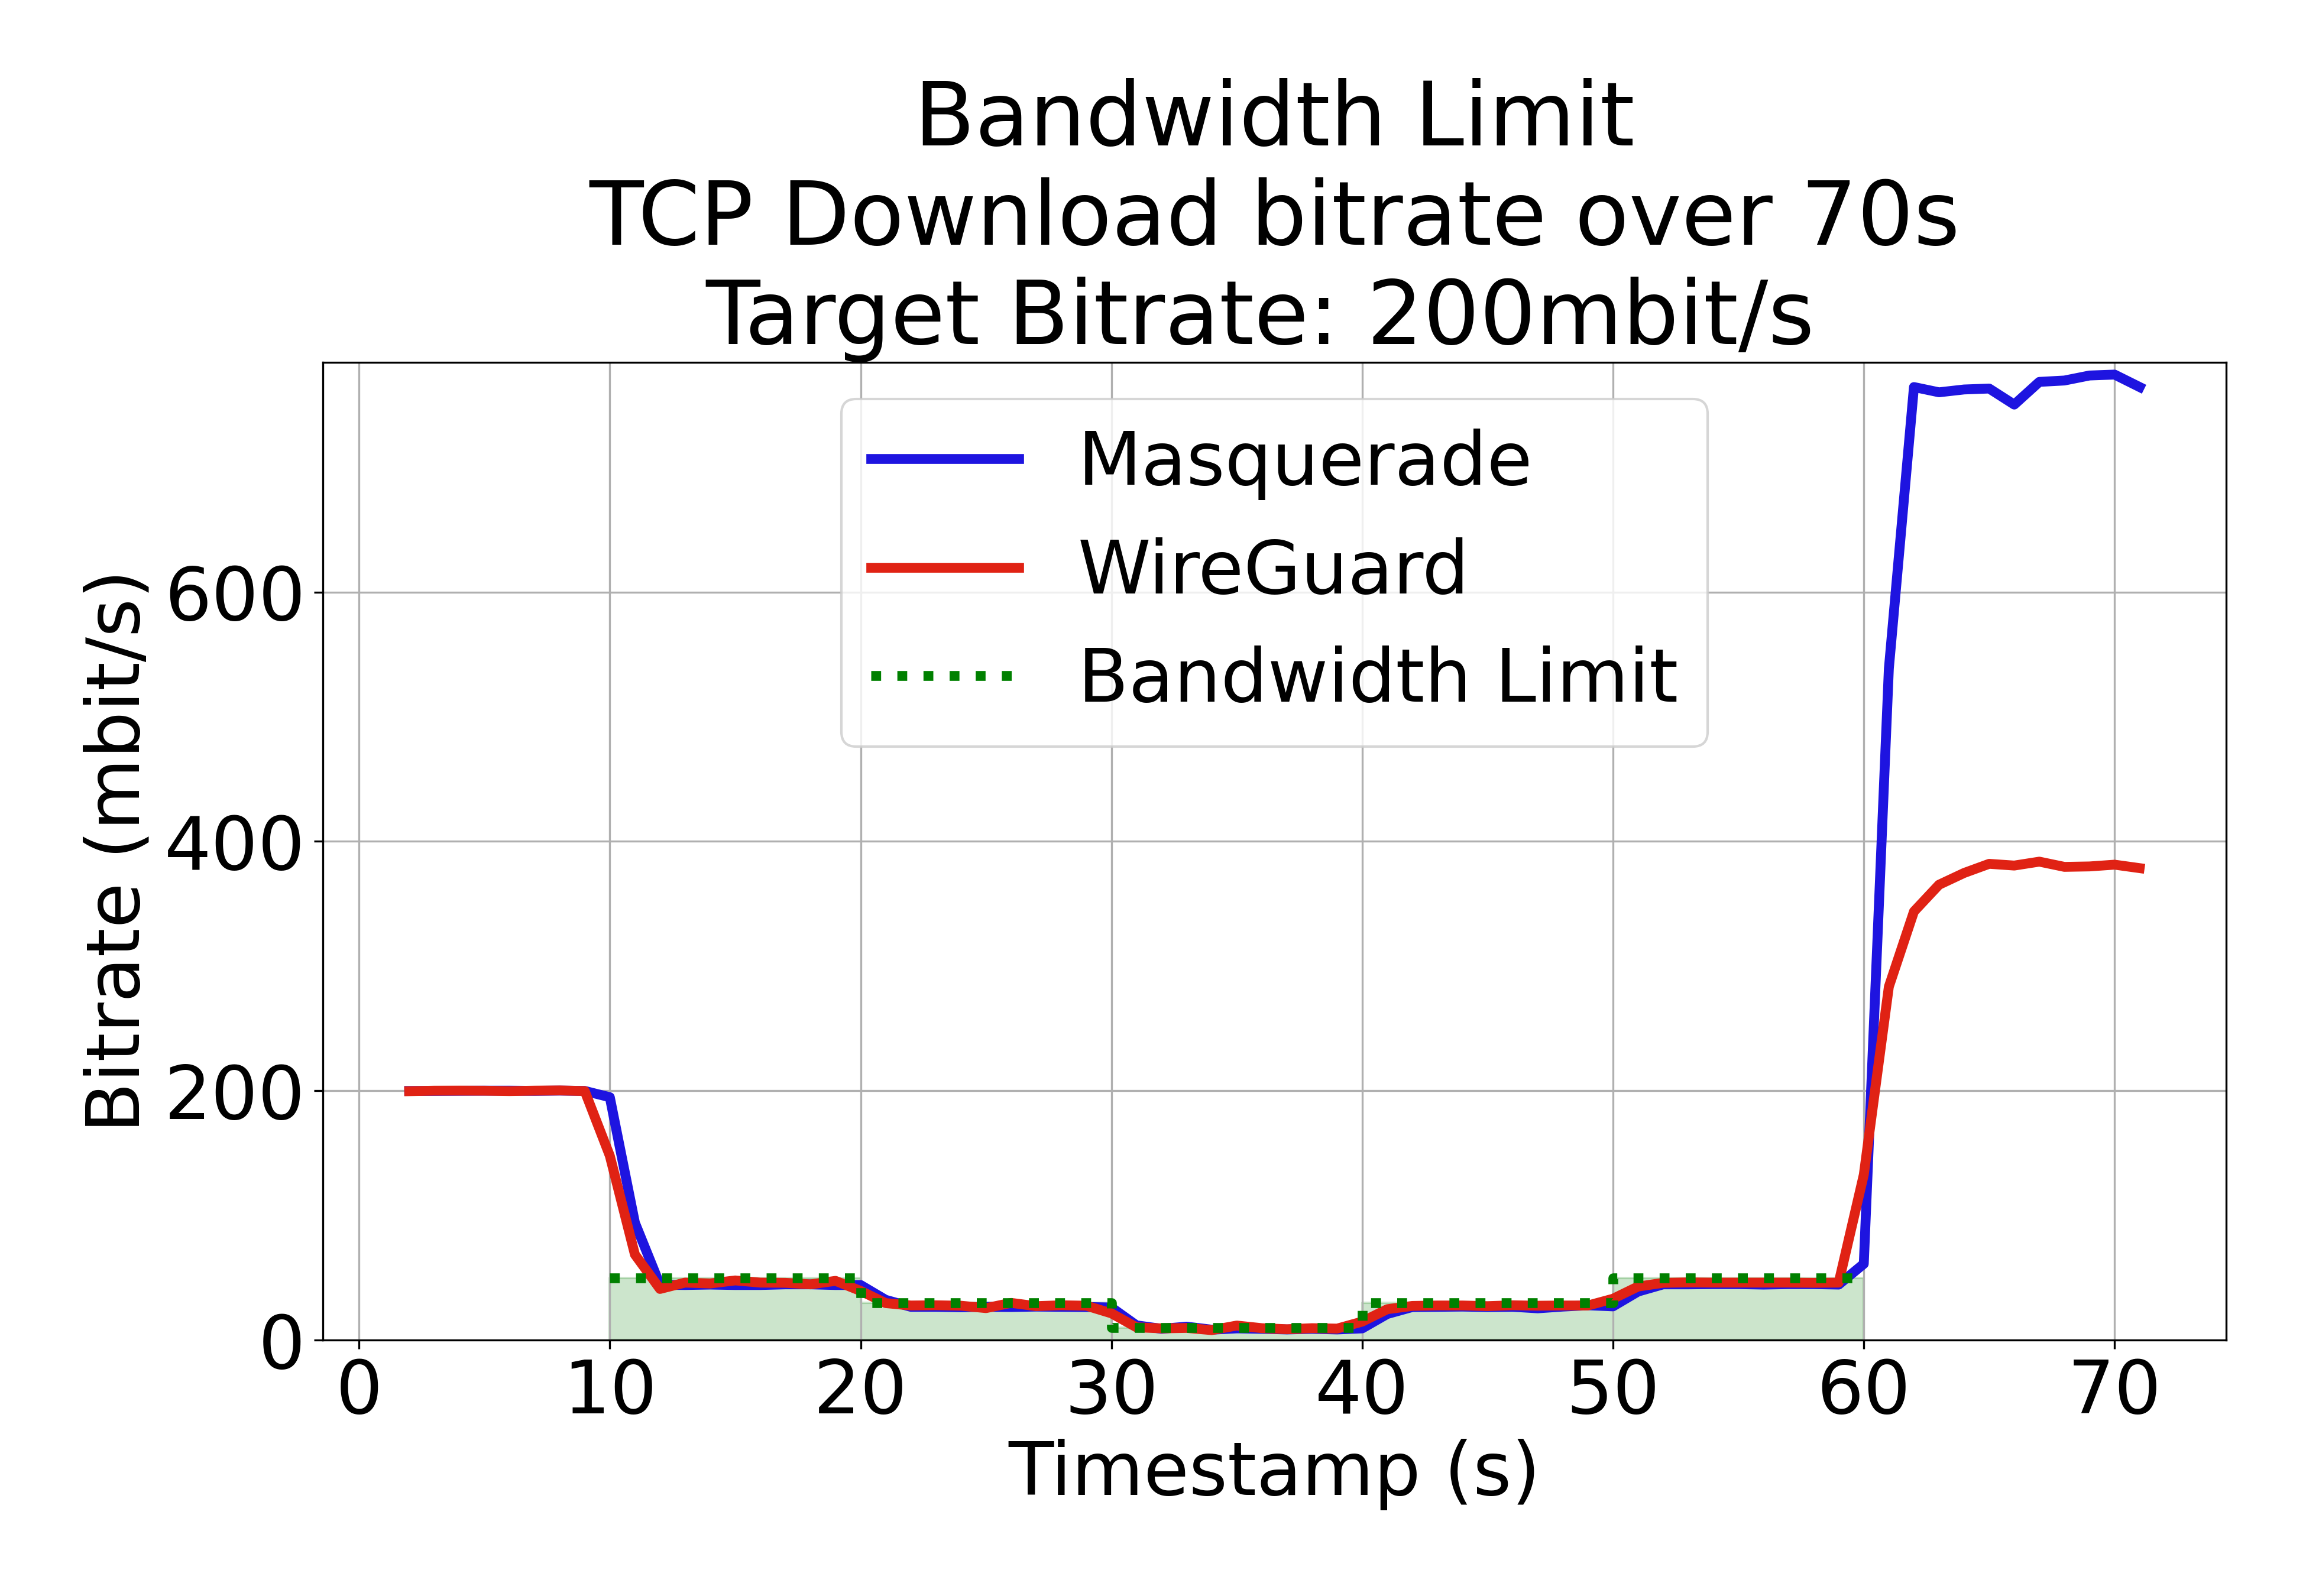 Bandwidth Limit
TCP Download bitrate over 70s
Target Bitrate: 200mbit/s
Masquerade
WireGuard
Bandwidth Limit
Bitrate (mbit/s)
600
400
200
0
0 10 20 30 40 50 60 70
Timestamp (s)